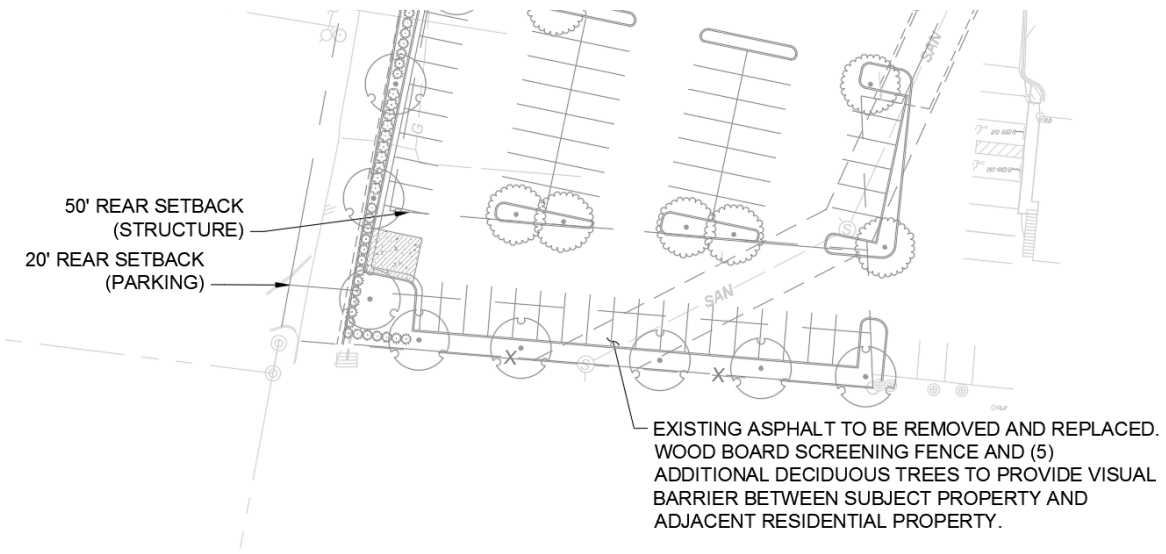 SAN
G
50' REAR SETBACK
(STRUCTURE)
20' REAR SETBACK
(PARKING)
S
SAN
S
EXISTING ASPHALT TO BE REMOVED AND REPLACED.
WOOD BOARD SCREENING FENCE AND (5)
ADDITIONAL DECIDUOUS TREES TO PROVIDE VISUAL
BARRIER BETWEEN SUBJECT PROPERTY AND
ADJACENT RESIDENTIAL PROPERTY.